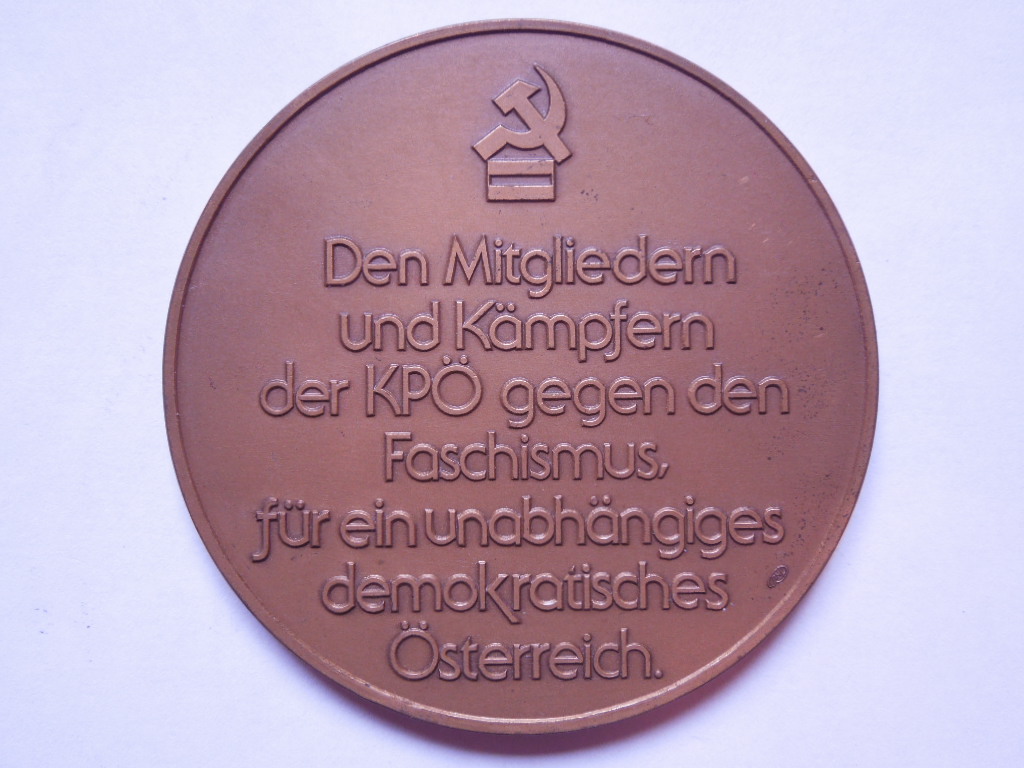 Den Mitgliedern
und Kämpfern
der KPÖ gegen den
Faschismus,
für ein unabhängiges
demokratisches
Österreich.